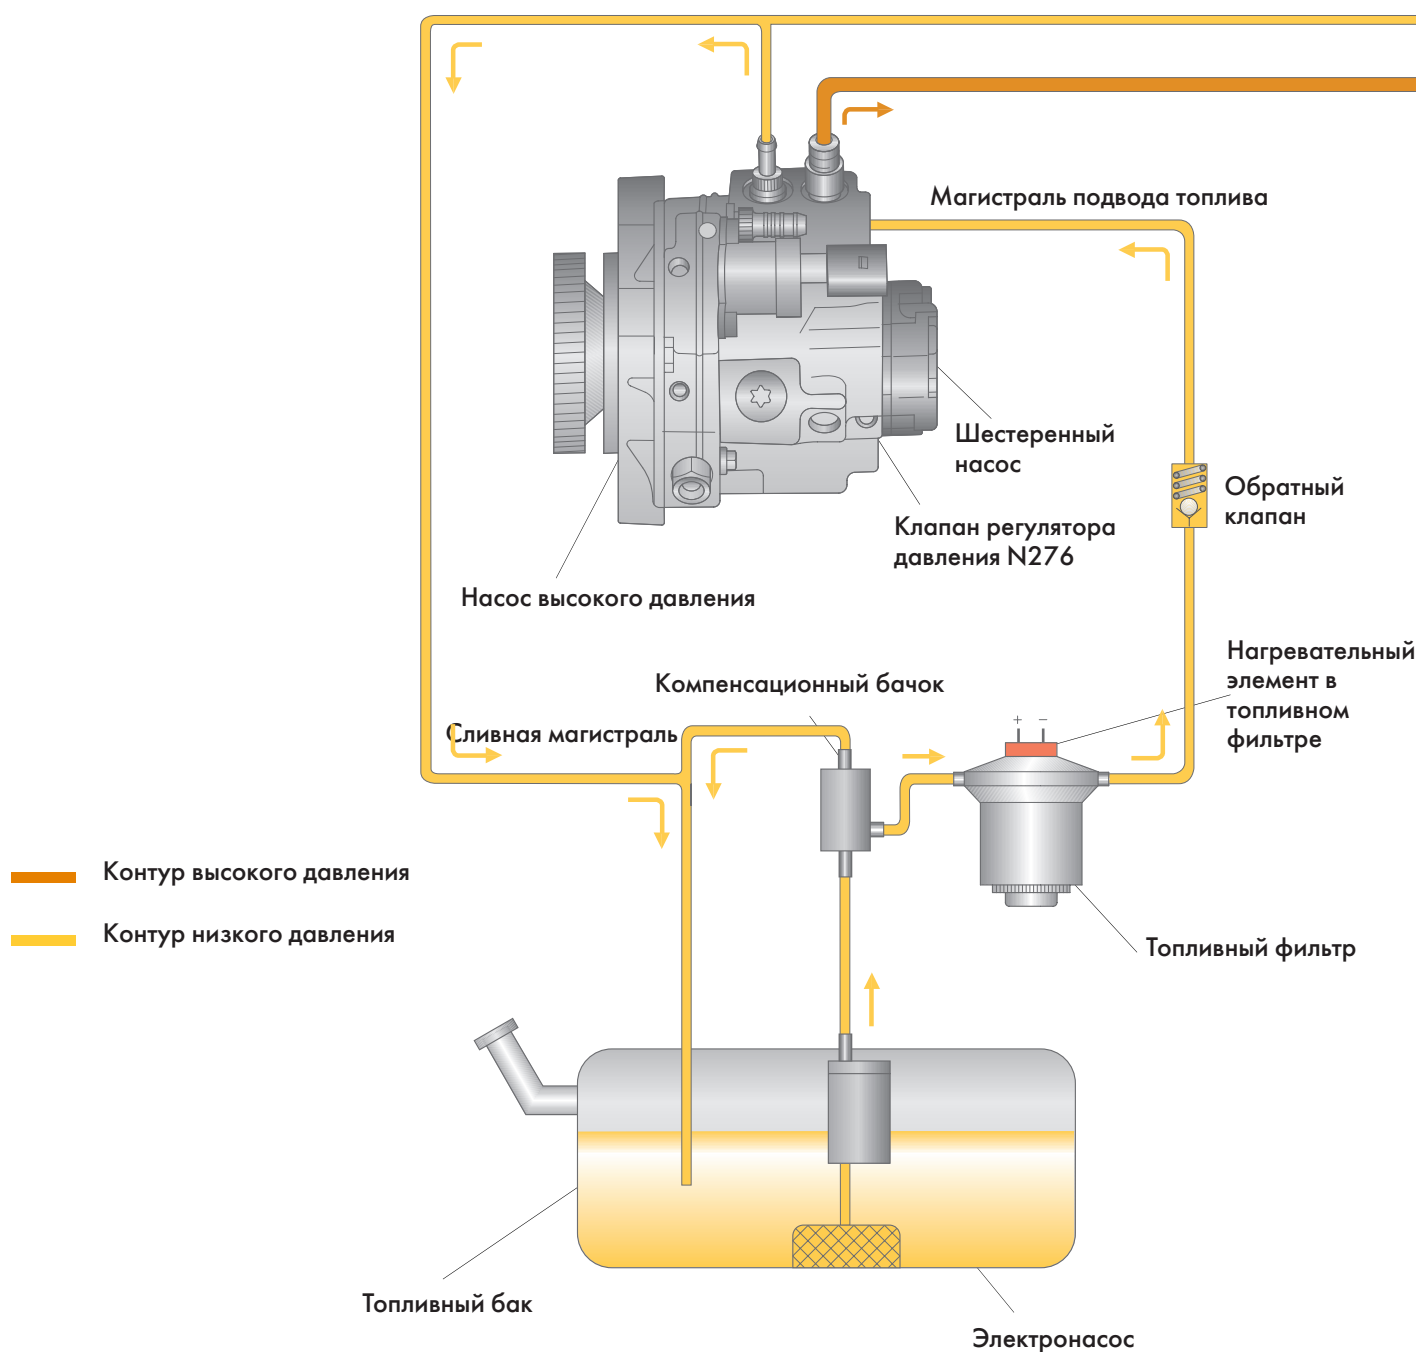 Магистраль подвода топлива
Шестеренный
насос
Обратный
клапан
Клапан регулятора
давления N276
Насос высокого давления
Нагревательный
элемент в
топливном
фильтре
Компенсационный бачок
Сливная магистраль
+ −
Контур высокого давления
Контур низкого давления
Топливный фильтр
Топливный бак
Электронасос